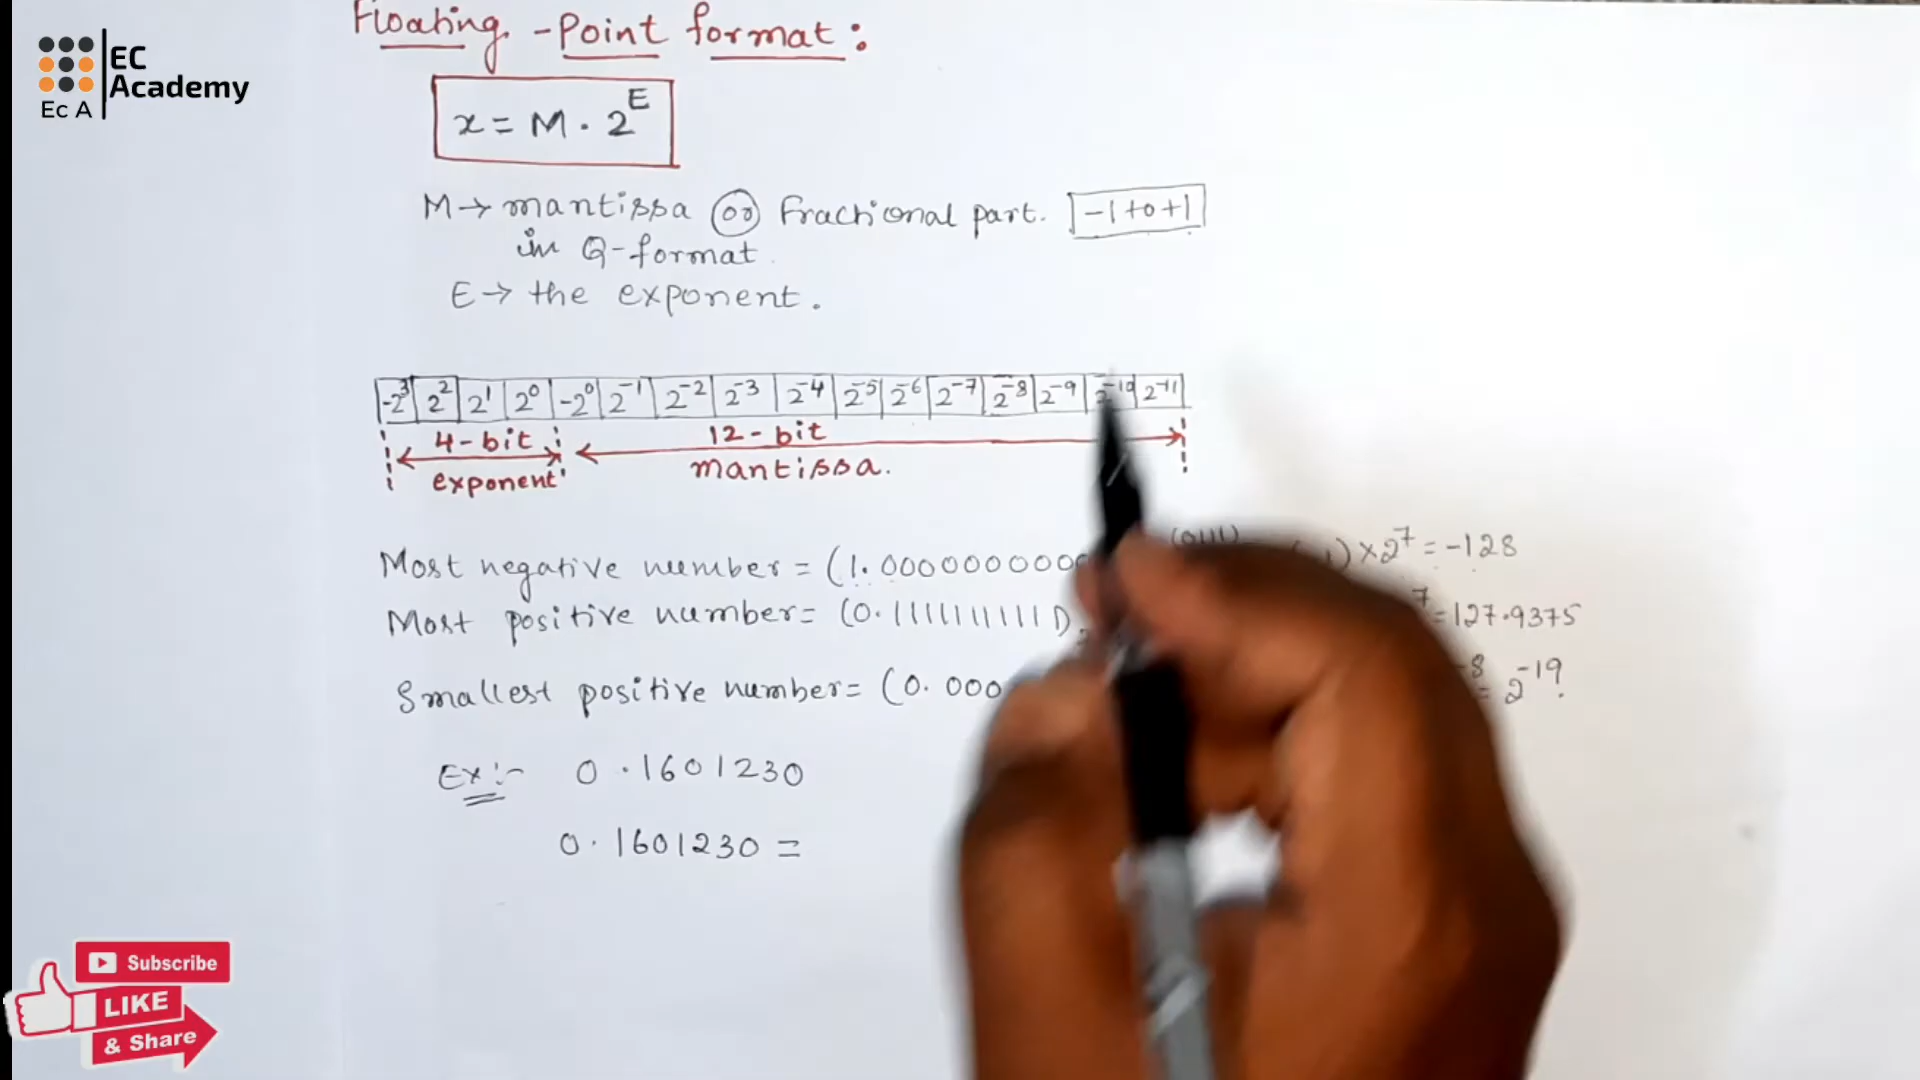 Floating-Point format:
EC
Academy
Ec A
x = M · 2^E
M → mantissa (or) Fractional part. -1 to +1
in Q-format
E → the exponent.
-2^3 2^2 2^1 2^0 -2^0 2^-1 2^-2 2^-3 2^-4 2^-5 2^-6 2^-7 2^-8 2^-9 2^-10 2^-11
4-bit 12-bit
exponent mantissa.
Most negative number = (1.0000000000 ×2^7 = -128
Most positive number = (0.11111111111)2 =127.9375
Smallest positive number = (0.000 = 2^-19.
Ex:- 0.1601230
0.1601230 =
Subscribe
LIKE
& Share